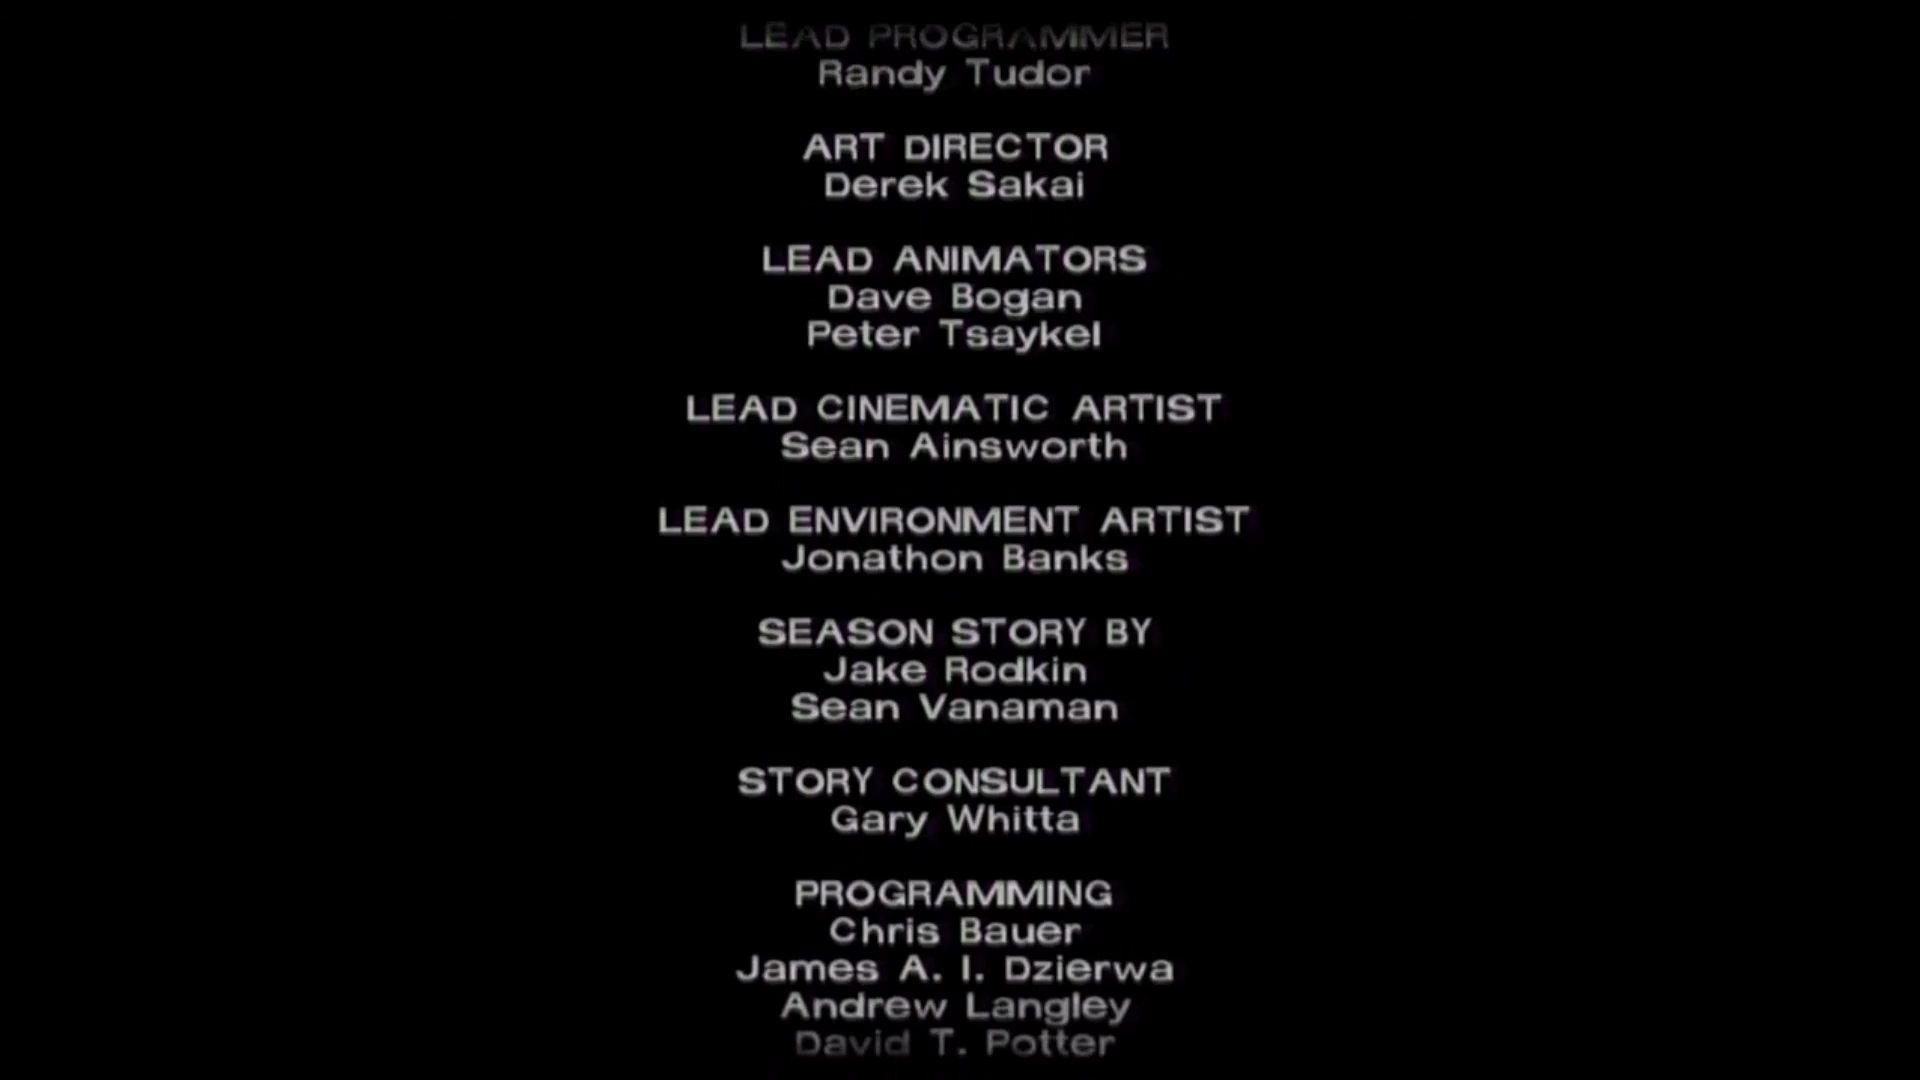 LEAD PROGRAMMER
Randy Tudor
ART DIRECTOR
Derek Sakai
LEAD ANIMATORS
Dave Bogan
Peter Tsaykel
LEAD CINEMATIC ARTIST
Sean Ainsworth
LEAD ENVIRONMENT ARTIST
Jonathon Banks
SEASON STORY BY
Jake Rodkin
Sean Vanaman
STORY CONSULTANT
Gary Whitta
PROGRAMMING
Chris Bauer
James A. I. Dzierwa
Andrew Langley
David T. Potter